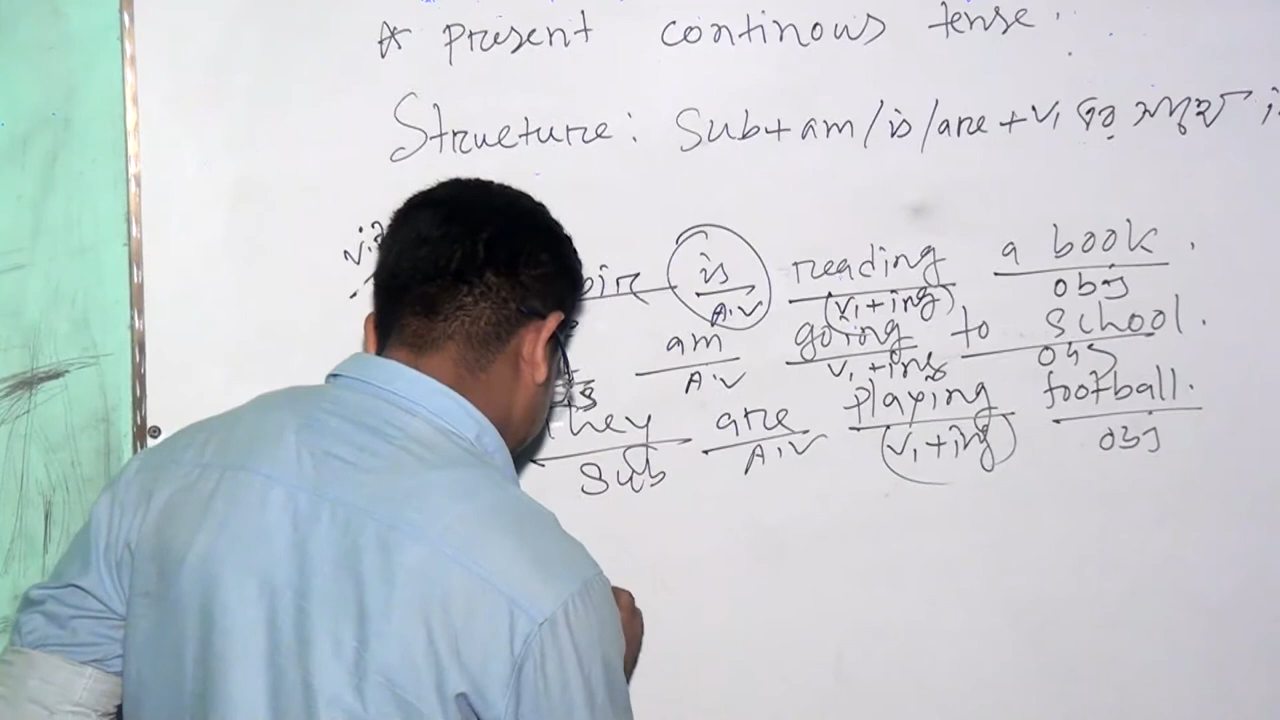 * Present continous tense.
Structure: Sub + am/is/are + V₁ এর সাথে
is reading a book.
A.V (V₁+ing) obj
am going to school.
A.V V₁+ing obj
they are playing football.
Sub A.V (V₁+ing) obj